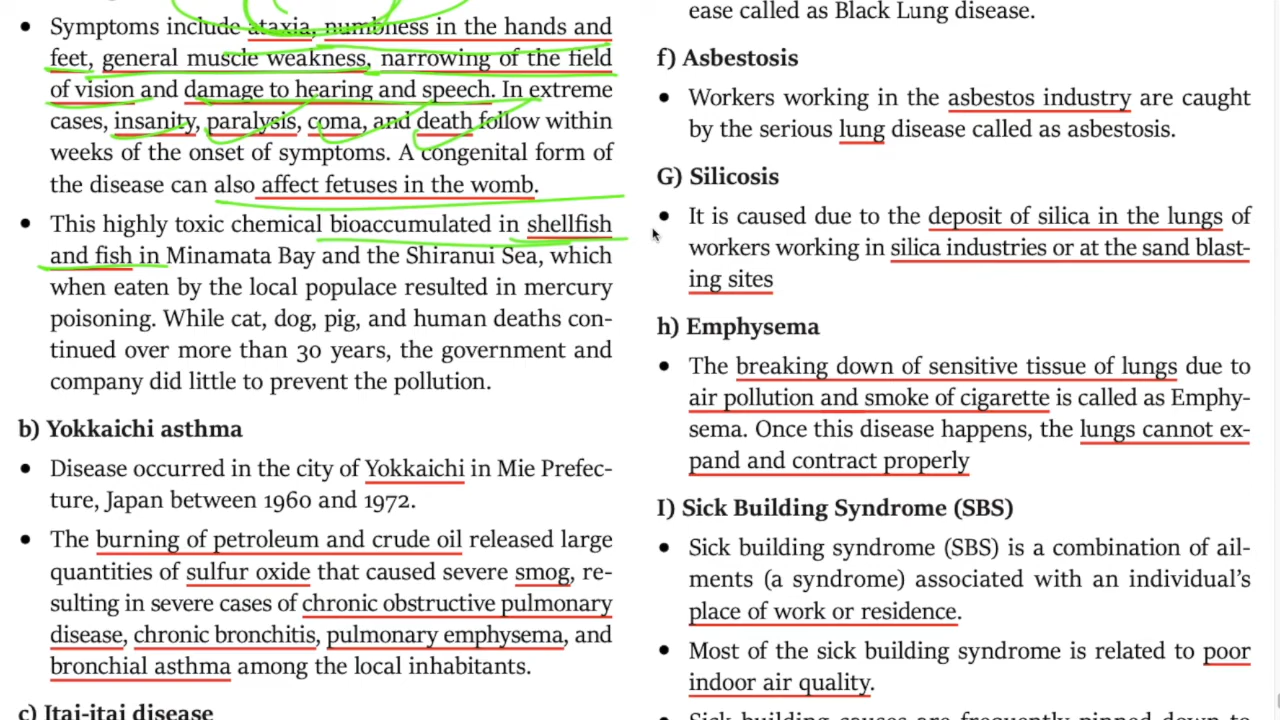 • Symptoms include ataxia, numbness in the hands and
feet, general muscle weakness, narrowing of the field
of vision and damage to hearing and speech. In extreme
cases, insanity, paralysis, coma, and death follow within
weeks of the onset of symptoms. A congenital form of
the disease can also affect fetuses in the womb.
• This highly toxic chemical bioaccumulated in shellfish
and fish in Minamata Bay and the Shiranui Sea, which
when eaten by the local populace resulted in mercury
poisoning. While cat, dog, pig, and human deaths con-
tinued over more than 30 years, the government and
company did little to prevent the pollution.
b) Yokkaichi asthma
• Disease occurred in the city of Yokkaichi in Mie Prefec-
ture, Japan between 1960 and 1972.
• The burning of petroleum and crude oil released large
quantities of sulfur oxide that caused severe smog, re-
sulting in severe cases of chronic obstructive pulmonary
disease, chronic bronchitis, pulmonary emphysema, and
bronchial asthma among the local inhabitants.
c) Itai-itai disease
ease called as Black Lung disease.
f) Asbestosis
• Workers working in the asbestos industry are caught
by the serious lung disease called as asbestosis.
G) Silicosis
• It is caused due to the deposit of silica in the lungs of
workers working in silica industries or at the sand blast-
ing sites
h) Emphysema
• The breaking down of sensitive tissue of lungs due to
air pollution and smoke of cigarette is called as Emphy-
sema. Once this disease happens, the lungs cannot ex-
pand and contract properly
I) Sick Building Syndrome (SBS)
• Sick building syndrome (SBS) is a combination of ail-
ments (a syndrome) associated with an individual's
place of work or residence.
• Most of the sick building syndrome is related to poor
indoor air quality.
• Sick building causes are frequently pinned down to